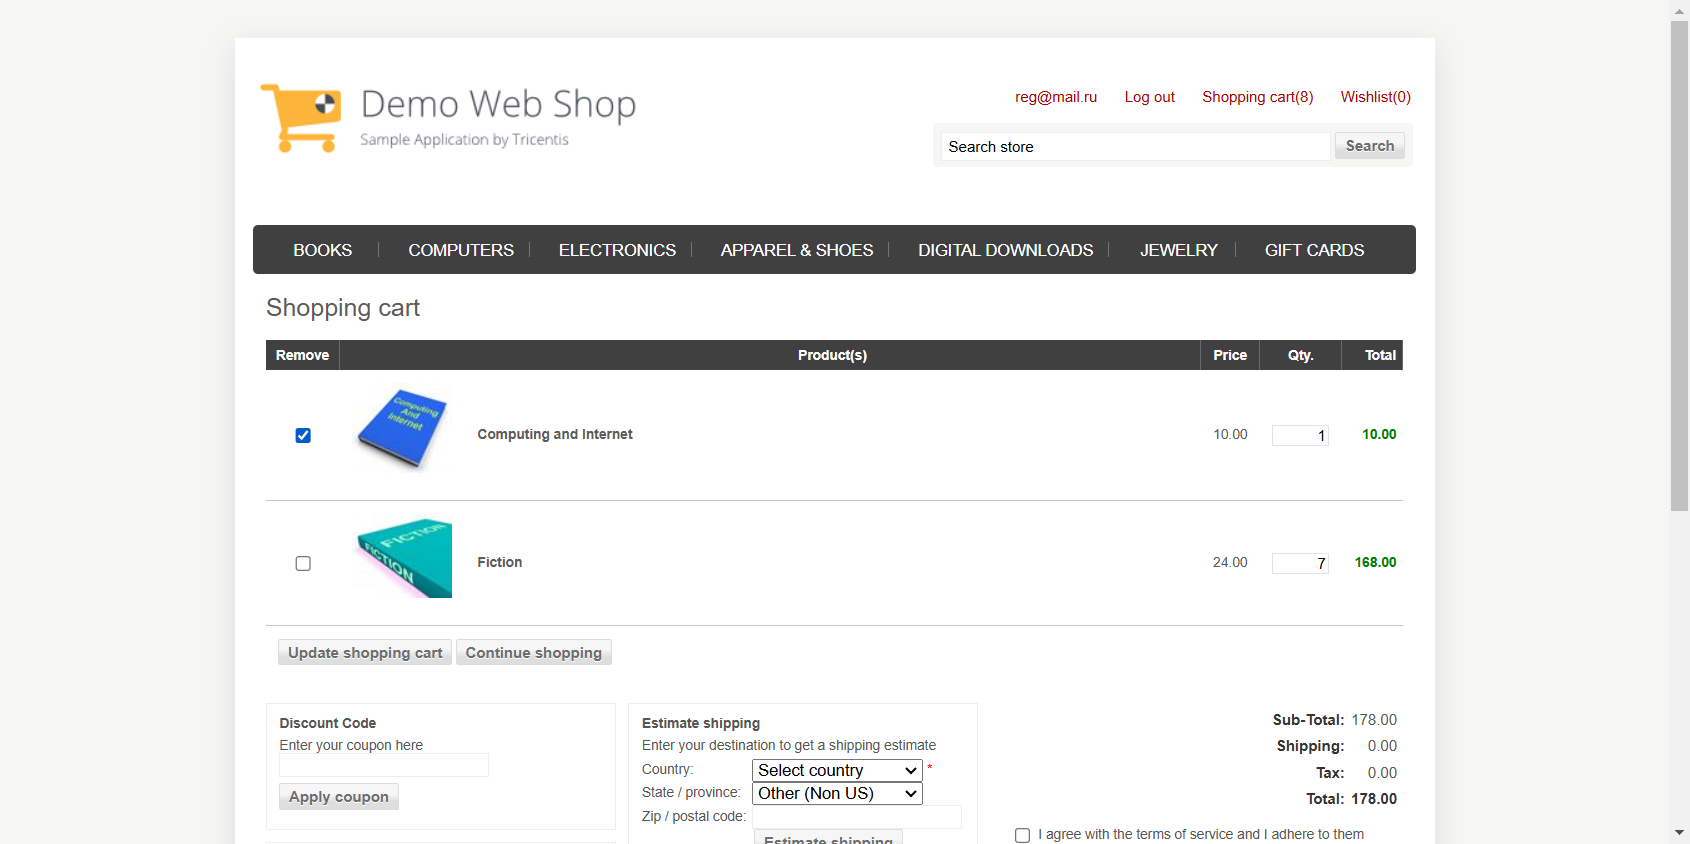 Demo Web Shop
Sample Application by Tricentis
reg@mail.ru Log out Shopping cart(8) Wishlist(0)
Search store Search
BOOKS COMPUTERS ELECTRONICS APPAREL & SHOES DIGITAL DOWNLOADS JEWELRY GIFT CARDS
Shopping cart
Remove Product(s) Price Qty. Total
Computing
And
Internet
Computing and Internet 10.00 1 10.00
FICTION
FICTION
Fiction 24.00 7 168.00
Update shopping cart Continue shopping
Discount Code
Enter your coupon here
Apply coupon
Estimate shipping
Enter your destination to get a shipping estimate
Country: Select country *
State / province: Other (Non US)
Zip / postal code:
Estimate shipping
Sub-Total: 178.00
Shipping: 0.00
Tax: 0.00
Total: 178.00
I agree with the terms of service and I adhere to them